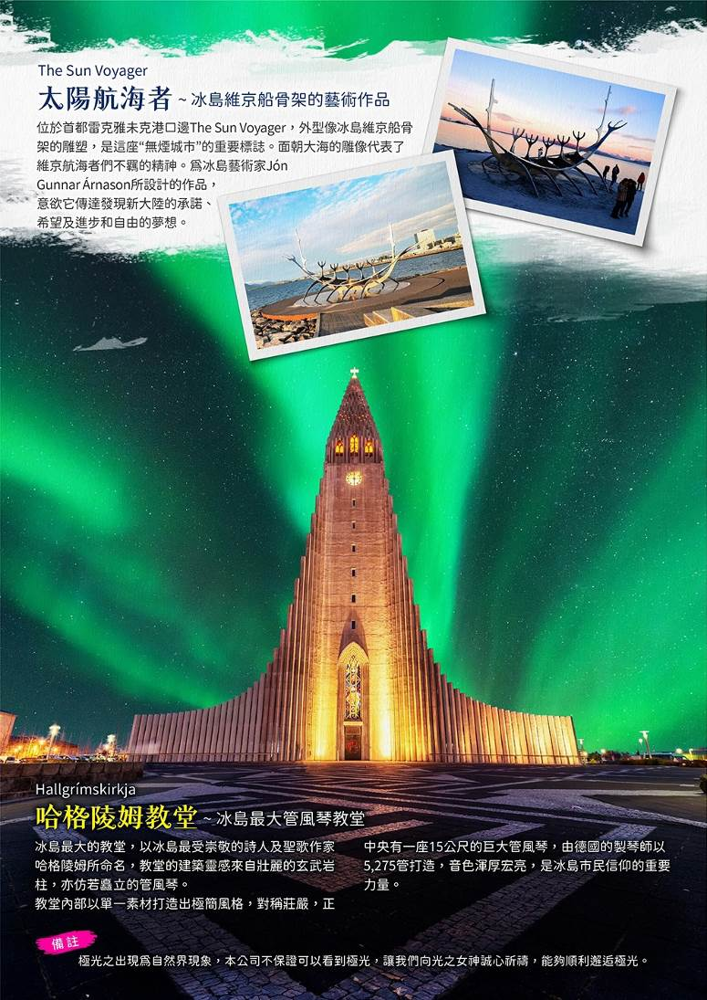 The Sun Voyager
太陽航海者 ~ 冰島維京船骨架的藝術作品
位於首都雷克雅未克港口邊The Sun Voyager，外型像冰島維京船骨
架的雕塑，是這座“無煙城市”的重要標誌。面朝大海的雕像代表了
維京航海者們不羈的精神。爲冰島藝術家Jón
Gunnar Árnason所設計的作品，
意欲它傳達發現新大陸的承諾、
希望及進步和自由的夢想。
Hallgrímskirkja
哈格陵姆教堂 ~ 冰島最大管風琴教堂
冰島最大的教堂，以冰島最受崇敬的詩人及聖歌作家
哈格陵姆所命名，教堂的建築靈感來自壯麗的玄武岩
柱，亦仿若矗立的管風琴。
教堂內部以單一素材打造出極簡風格，對稱莊嚴，正
中央有一座15公尺的巨大管風琴，由德國的製琴師以
5,275管打造，音色渾厚宏亮，是冰島市民信仰的重要
力量。
備註
極光之出現爲自然界現象，本公司不保證可以看到極光，讓我們向光之女神誠心祈禱，能夠順利邂逅極光。